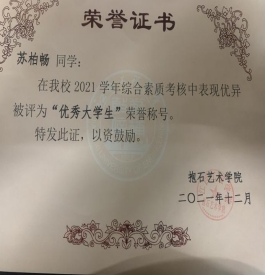 荣誉证书
苏柏畅 同学：
在我校2021学年综合素质考核中表现优异
被评为“优秀大学生”荣誉称号。
特发此证，以资鼓励。
抱石艺术学院
二〇二一年十二月